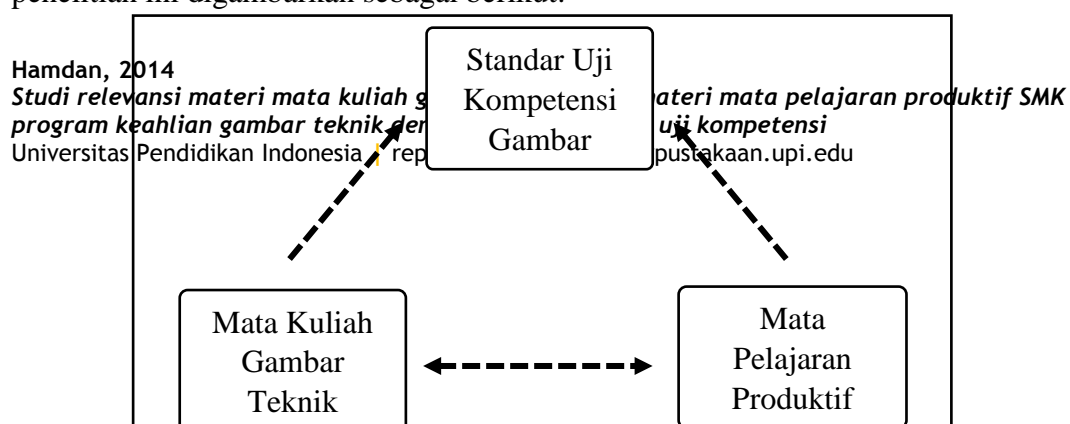 penelitian ini digambarkan sebagai berikut.
Standar Uji
Kompetensi
Gambar
Hamdan, 2014
Studi relevansi materi mata kuliah g ateri mata pelajaran produktif SMK
program keahlian gambar teknik den uji kompetensi
Universitas Pendidikan Indonesia | rep pustakaan.upi.edu
Mata Kuliah
Gambar
Teknik
Mata
Pelajaran
Produktif